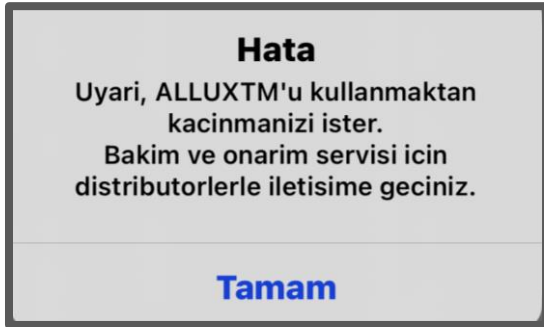 Hata
Uyari, ALLUXTM'u kullanmaktan
kacinmanizi ister.
Bakim ve onarim servisi icin
distributorlerle iletisime geciniz.
Tamam